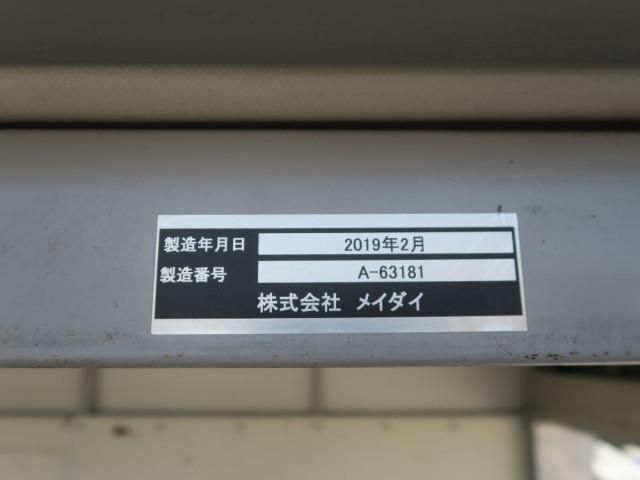 製造年月日 2019年2月
製造番号 A-63181
株式会社 メイダイ